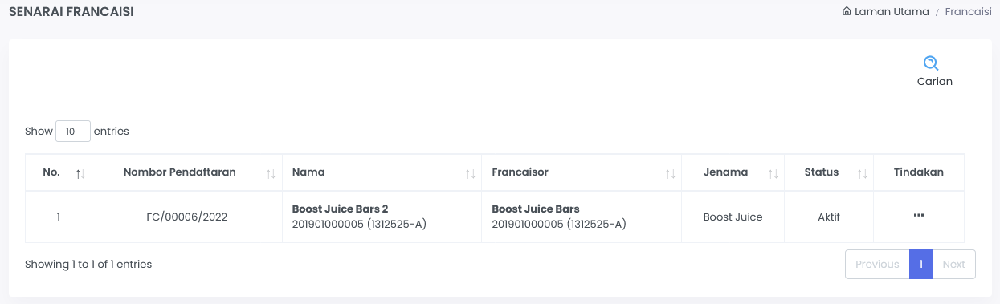 SENARAI FRANCAISI
Laman Utama / Francaisi
Carian
Show 10 entries
No. Nombor Pendaftaran Nama Francaisor Jenama Status Tindakan
1 FC/00006/2022 Boost Juice Bars 2 Boost Juice Bars Boost Juice Aktif ...
201901000005 (1312525-A) 201901000005 (1312525-A)
Showing 1 to 1 of 1 entries
Previous 1 Next